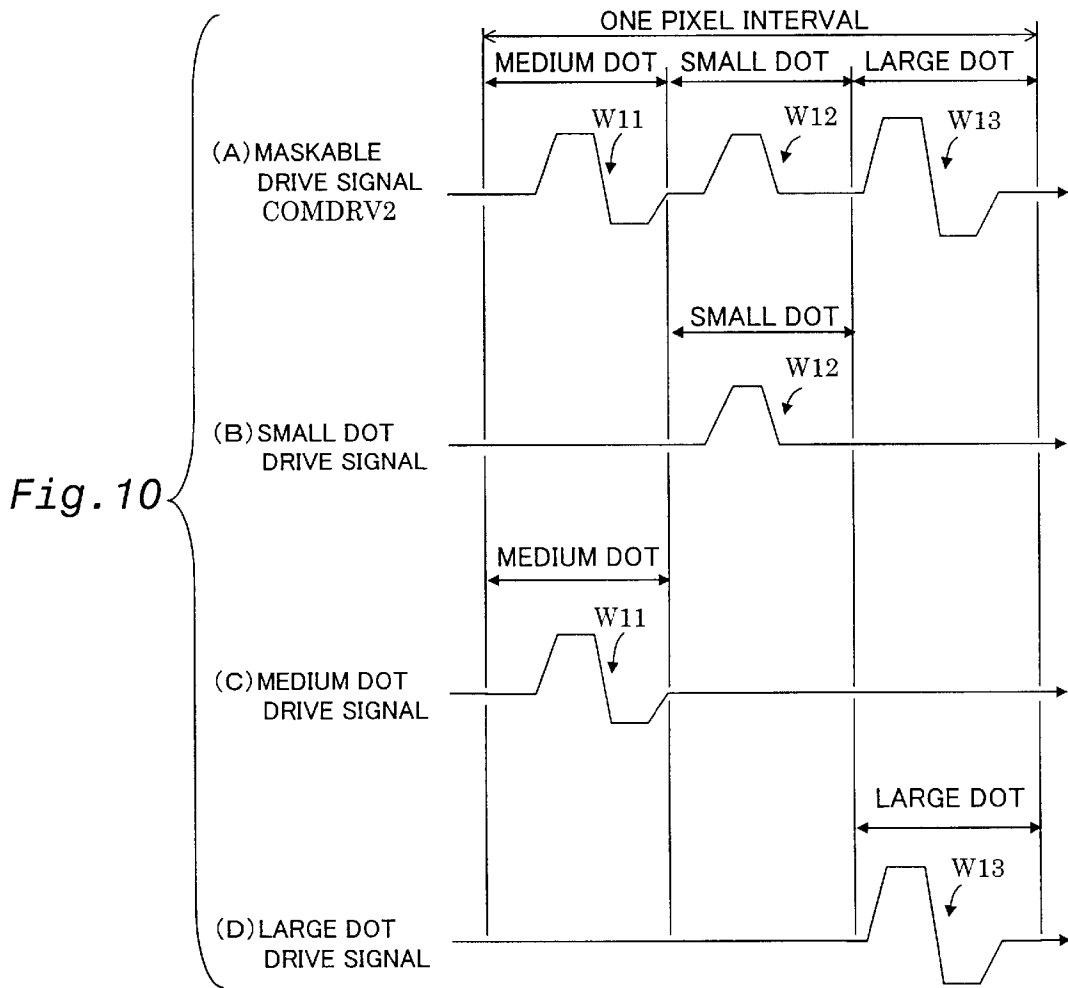 ONE PIXEL INTERVAL
MEDIUM DOT SMALL DOT LARGE DOT
W11 W12 W13
(A) MASKABLE
DRIVE SIGNAL
COMDRV2
SMALL DOT
W12
(B) SMALL DOT
DRIVE SIGNAL
Fig.10
MEDIUM DOT
W11
(C) MEDIUM DOT
DRIVE SIGNAL
LARGE DOT
W13
(D) LARGE DOT
DRIVE SIGNAL